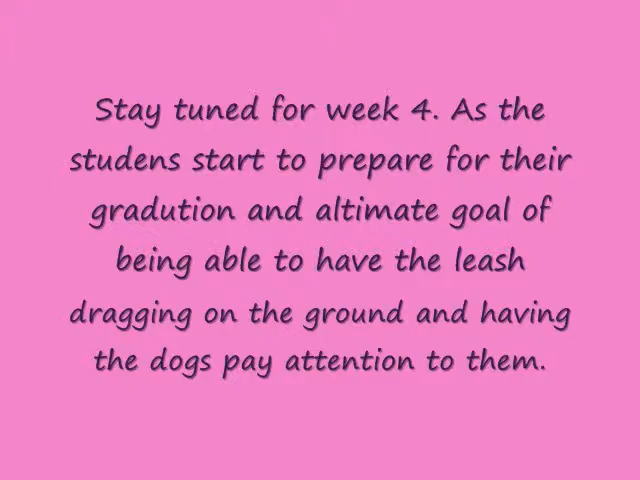 Stay tuned for week 4. As the
studens start to prepare for their
gradution and altimate goal of
being able to have the leash
dragging on the ground and having
the dogs pay attention to them.